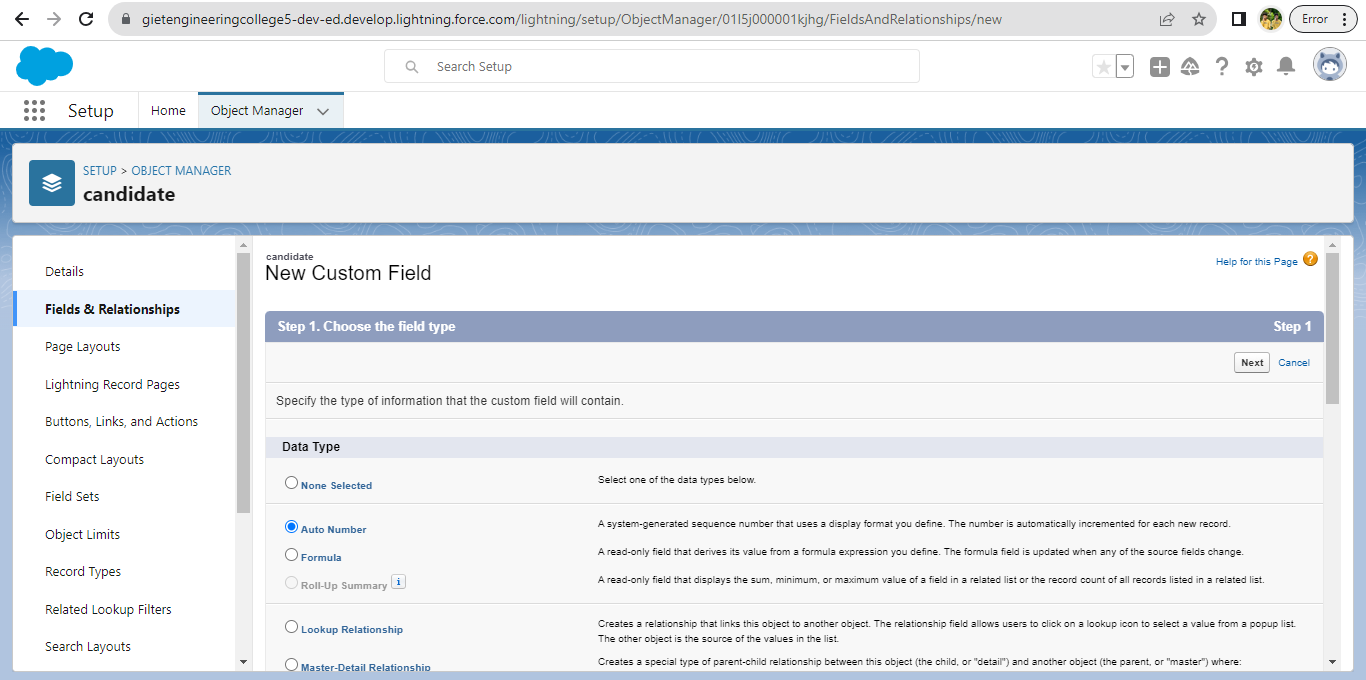 gietengineeringcollege5-dev-ed.develop.lightning.force.com/lightning/setup/ObjectManager/01I5j000001kjhg/FieldsAndRelationships/new
Error
Search Setup
Setup
Home
Object Manager
SETUP > OBJECT MANAGER
candidate
Details
Fields & Relationships
Page Layouts
Lightning Record Pages
Buttons, Links, and Actions
Compact Layouts
Field Sets
Object Limits
Record Types
Related Lookup Filters
Search Layouts
candidate
New Custom Field
Help for this Page ?
Step 1. Choose the field type
Step 1
Next
Cancel
Specify the type of information that the custom field will contain.
Data Type
None Selected
Select one of the data types below.
Auto Number
A system-generated sequence number that uses a display format you define. The number is automatically incremented for each new record.
Formula
A read-only field that derives its value from a formula expression you define. The formula field is updated when any of the source fields change.
Roll-Up Summary i
A read-only field that displays the sum, minimum, or maximum value of a field in a related list or the record count of all records listed in a related list.
Lookup Relationship
Creates a relationship that links this object to another object. The relationship field allows users to click on a lookup icon to select a value from a popup list.
The other object is the source of the values in the list.
Master-Detail Relationship
Creates a special type of parent-child relationship between this object (the child, or "detail") and another object (the parent, or "master") where: